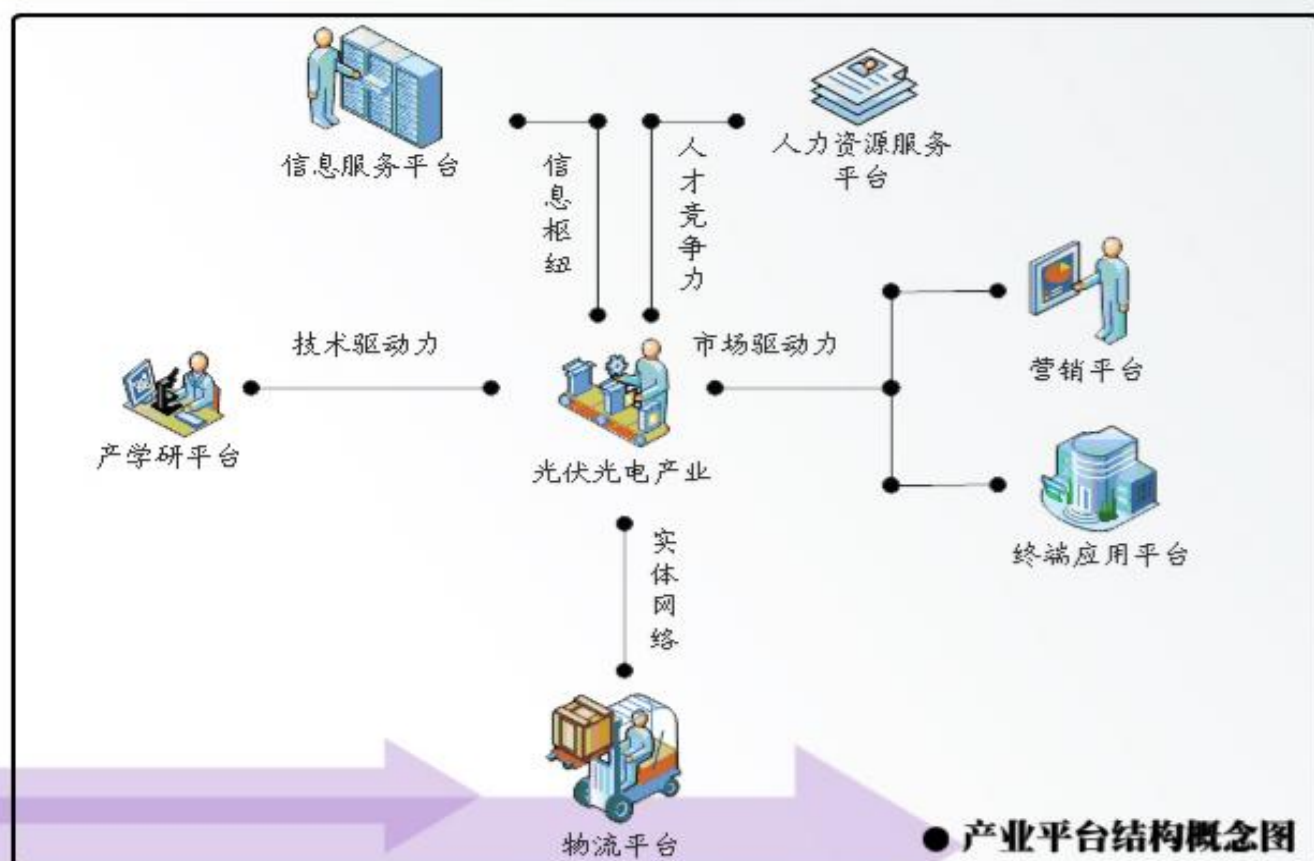 信息服务平台
信息枢纽
人才竞争力
人力资源服务
平台
技术驱动力
市场驱动力
营销平台
产学研平台
光伏光电产业
终端应用平台
实体网络
物流平台
● 产业平台结构概念图